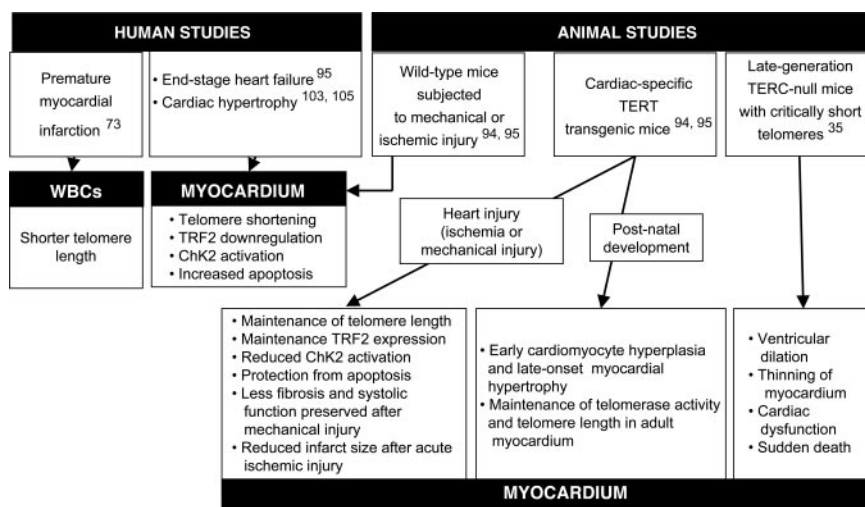 HUMAN STUDIES
Premature
myocardial
infarction 73
• End-stage heart failure 95
• Cardiac hypertrophy 103, 105
WBCs
Shorter telomere
length
MYOCARDIUM
• Telomere shortening
• TRF2 downregulation
• ChK2 activation
• Increased apoptosis
ANIMAL STUDIES
Wild-type mice
subjected
to mechanical or
ischemic injury 94, 95
Cardiac-specific
TERT
transgenic mice 94, 95
Late-generation
TERC-null mice
with critically short
telomeres 35
Heart injury
(ischemia or
mechanical injury)
Post-natal
development
• Maintenance of telomere length
• Maintenance TRF2 expression
• Reduced ChK2 activation
• Protection from apoptosis
• Less fibrosis and systolic
function preserved after
mechanical injury
• Reduced infarct size after acute
ischemic injury
• Early cardiomyocyte hyperplasia
and late-onset myocardial
hypertrophy
• Maintenance of telomerase activity
and telomere length in adult
myocardium
• Ventricular
dilation
• Thinning of
myocardium
• Cardiac
dysfunction
• Sudden death
MYOCARDIUM